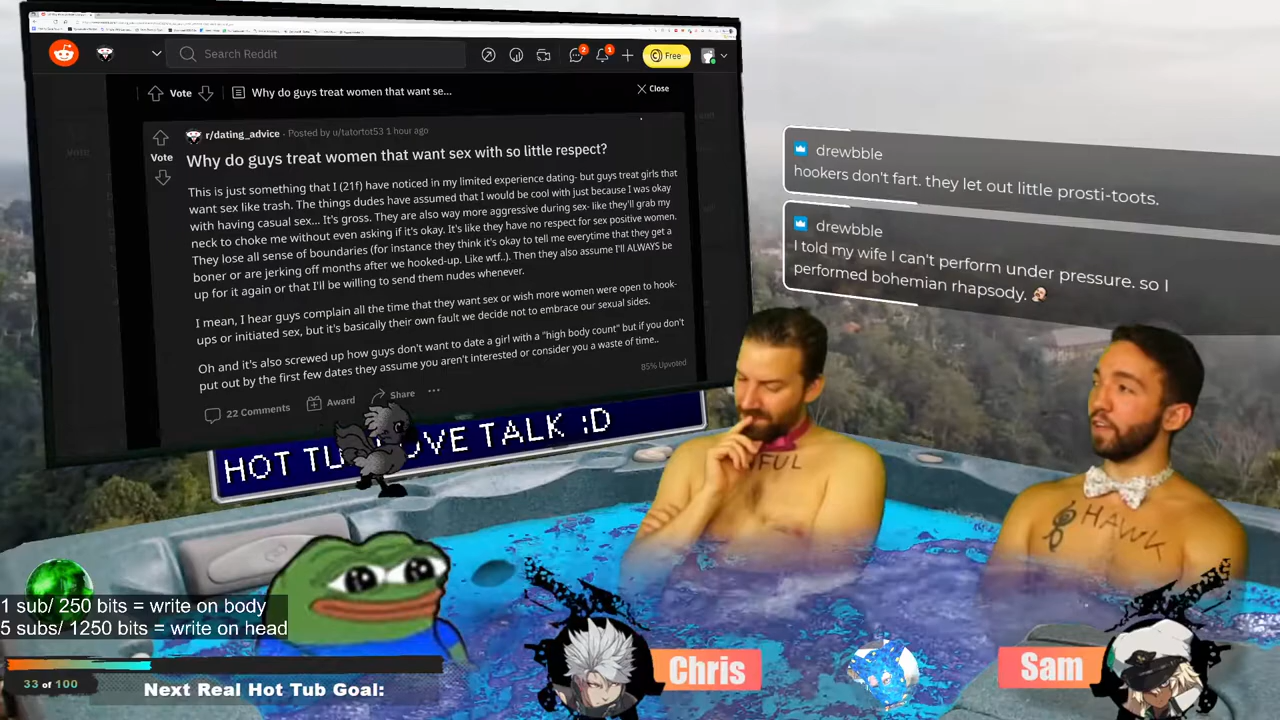 Search Reddit
2
1
Free
Vote
Why do guys treat women that want se...
Close
r/dating_advice · Posted by u/tatortot53 1 hour ago
Vote
Why do guys treat women that want sex with so little respect?
This is just something that I (21f) have noticed in my limited experience dating- but guys treat girls that
want sex like trash. The things dudes have assumed that I would be cool with just because I was okay
with having casual sex... It's gross. They are also way more aggressive during sex- like they'll grab my
neck to choke me without even asking if it's okay. It's like they have no respect for sex positive women.
They lose all sense of boundaries (for instance they think it's okay to tell me everytime that they get a
boner or are jerking off months after we hooked-up. Like wtf..). Then they also assume I'll ALWAYS be
up for it again or that I'll be willing to send them nudes whenever.
I mean, I hear guys complain all the time that they want sex or wish more women were open to hook-
ups or initiated sex, but it's basically their own fault we decide not to embrace our sexual sides.
Oh and it's also screwed up how guys don't want to date a girl with a "high body count" but if you don't
put out by the first few dates they assume you aren't interested or consider you a waste of time..
85% Upvoted
22 Comments
Award
Share
drewbble
hookers don't fart. they let out little prosti-toots.
drewbble
I told my wife I can't perform under pressure. so I
performed bohemian rhapsody.
HOT TU OVE TALK :D
FUL
HAWK
1 sub/ 250 bits = write on body
5 subs/ 1250 bits = write on head
33 of 100
Next Real Hot Tub Goal:
Chris
Sam